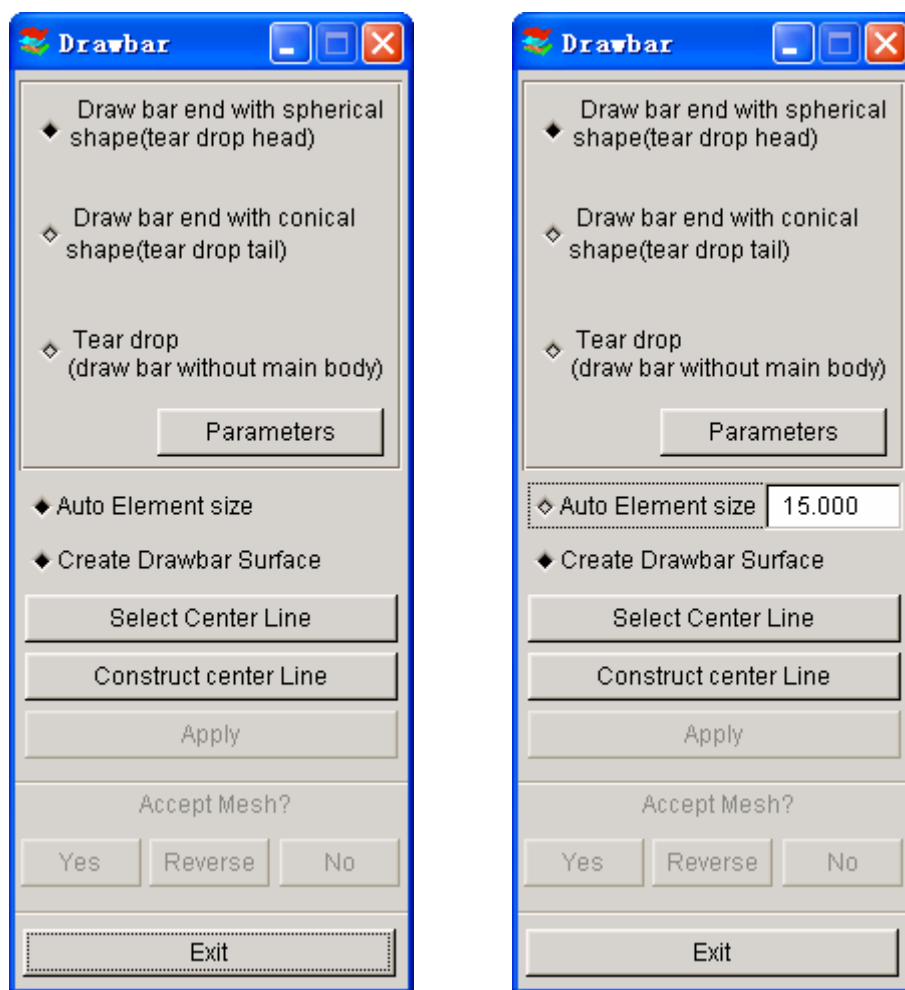 Drawbar
Draw bar end with spherical
shape(tear drop head)
Draw bar end with conical
shape(tear drop tail)
Tear drop
(draw bar without main body)
Parameters
Auto Element size
Create Drawbar Surface
Select Center Line
Construct center Line
Apply
Accept Mesh?
Yes Reverse No
Exit
Drawbar
Draw bar end with spherical
shape(tear drop head)
Draw bar end with conical
shape(tear drop tail)
Tear drop
(draw bar without main body)
Parameters
Auto Element size 15.000
Create Drawbar Surface
Select Center Line
Construct center Line
Apply
Accept Mesh?
Yes Reverse No
Exit